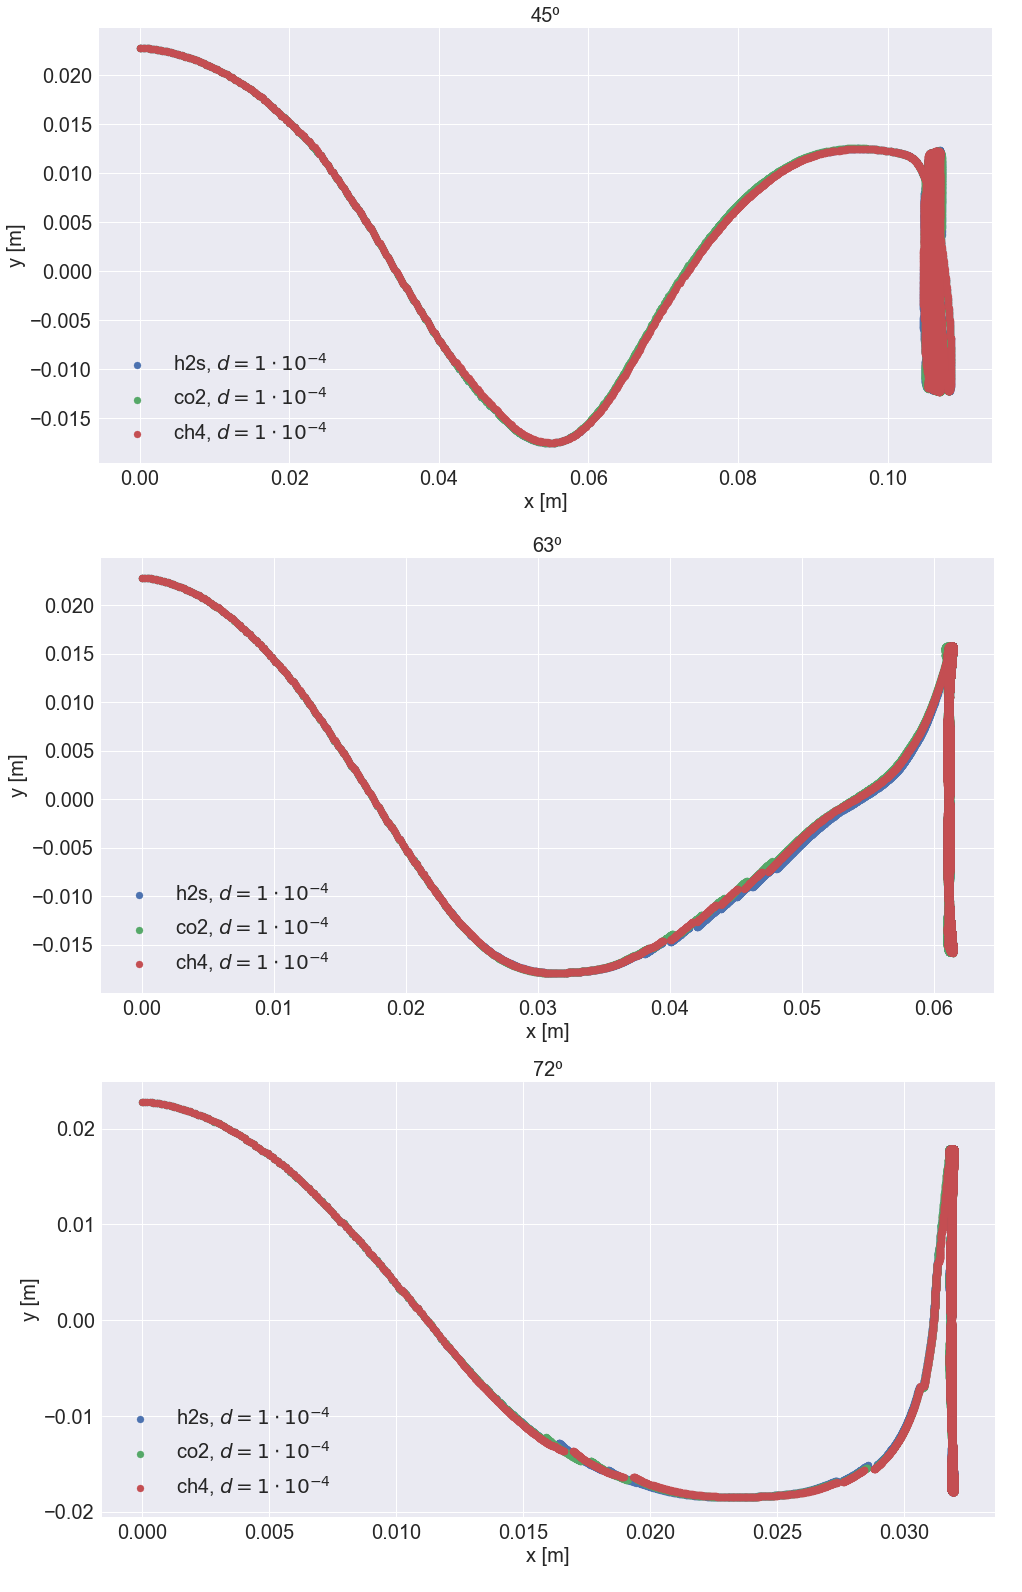 45º
0.020
0.015
0.010
0.005
0.000
−0.005
−0.010
−0.015
y [m]
h2s, d = 1 · 10⁻⁴
co2, d = 1 · 10⁻⁴
ch4, d = 1 · 10⁻⁴
0.00 0.02 0.04 0.06 0.08 0.10
x [m]
63º
0.020
0.015
0.010
0.005
0.000
−0.005
−0.010
−0.015
y [m]
h2s, d = 1 · 10⁻⁴
co2, d = 1 · 10⁻⁴
ch4, d = 1 · 10⁻⁴
0.00 0.01 0.02 0.03 0.04 0.05 0.06
x [m]
72º
0.02
0.01
0.00
−0.01
−0.02
y [m]
h2s, d = 1 · 10⁻⁴
co2, d = 1 · 10⁻⁴
ch4, d = 1 · 10⁻⁴
0.000 0.005 0.010 0.015 0.020 0.025 0.030
x [m]